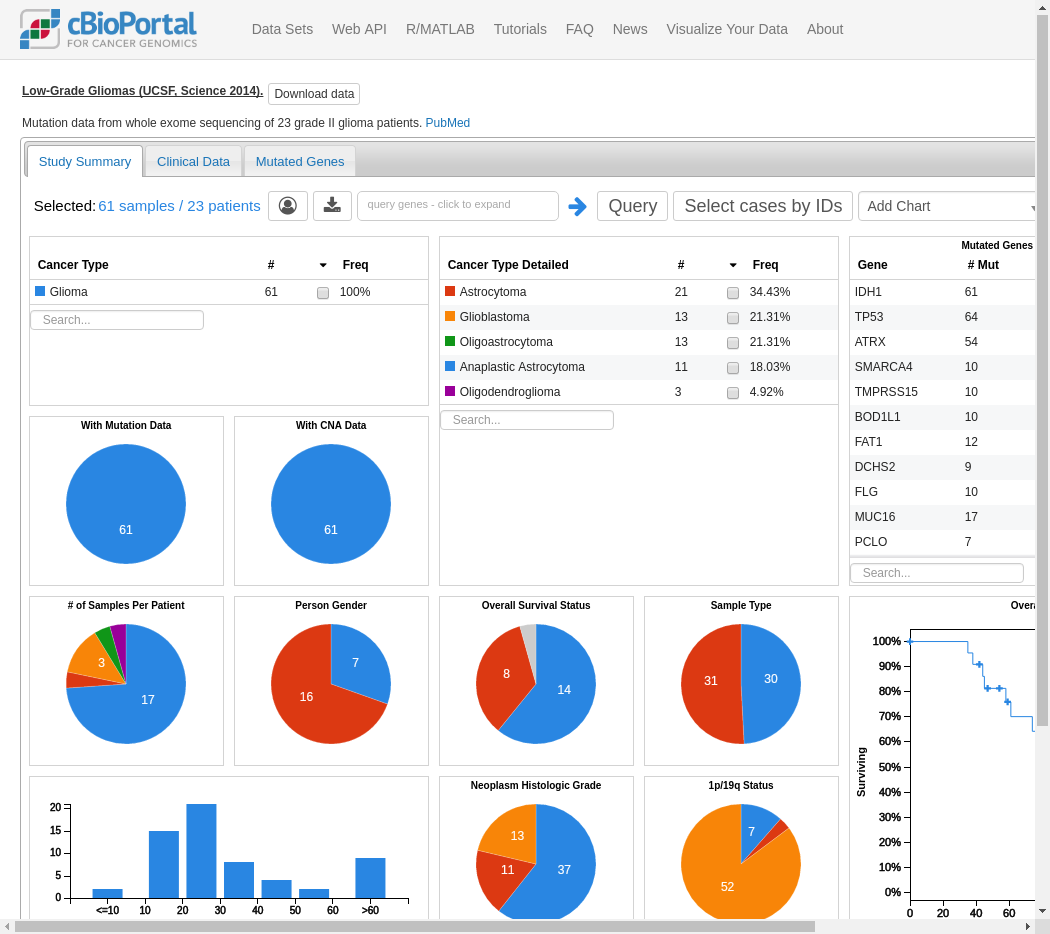 cBioPortal
FOR CANCER GENOMICS
Data Sets Web API R/MATLAB Tutorials FAQ News Visualize Your Data About
Low-Grade Gliomas (UCSF, Science 2014). Download data
Mutation data from whole exome sequencing of 23 grade II glioma patients. PubMed
Study Summary Clinical Data Mutated Genes
Selected: 61 samples / 23 patients query genes - click to expand Query Select cases by IDs Add Chart
Cancer Type # Freq
Glioma 61 100%
Search...
Cancer Type Detailed # Freq
Astrocytoma 21 34.43%
Glioblastoma 13 21.31%
Oligoastrocytoma 13 21.31%
Anaplastic Astrocytoma 11 18.03%
Oligodendroglioma 3 4.92%
Search...
Mutated Genes
Gene # Mut
IDH1 61
TP53 64
ATRX 54
SMARCA4 10
TMPRSS15 10
BOD1L1 10
FAT1 12
DCHS2 9
FLG 10
MUC16 17
PCLO 7
Search...
With Mutation Data
61
With CNA Data
61
# of Samples Per Patient
3
17
Person Gender
7
16
Overall Survival Status
8
14
Sample Type
31 30
20
15
10
5
0
<=10 10 20 30 40 50 60 >60
Neoplasm Histologic Grade
13
11 37
1p/19q Status
7
52
Surviving
100%
90%
80%
70%
60%
50%
40%
30%
20%
10%
0%
0 20 40 60